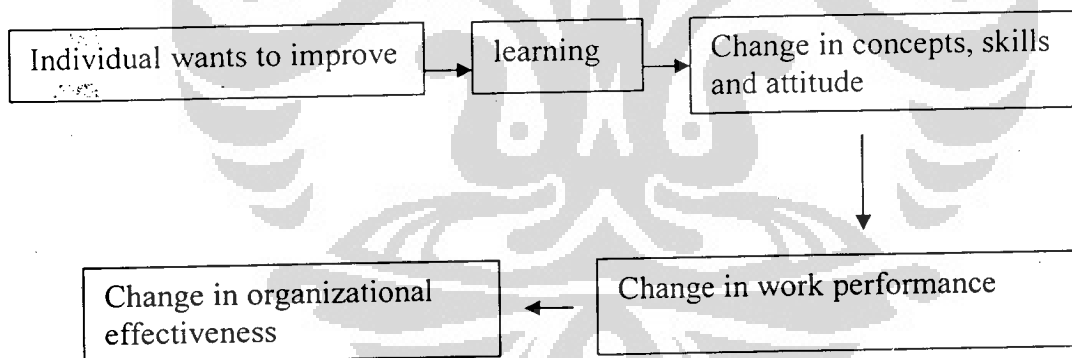 Individual wants to improve
learning
Change in concepts, skills
and attitude
Change in work performance
Change in organizational
effectiveness